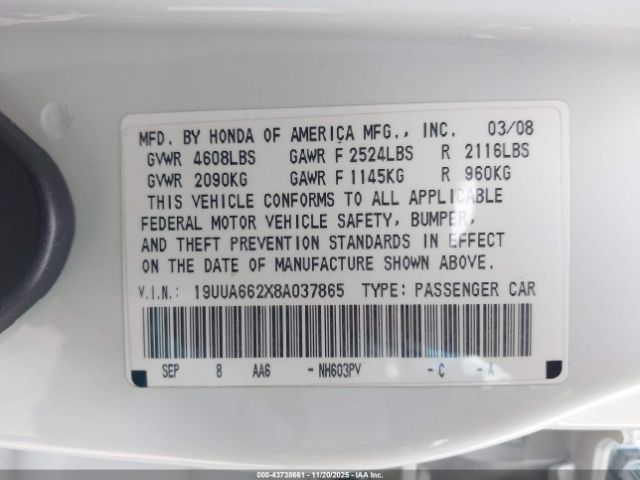 MFD. BY HONDA OF AMERICA MFG., INC. 03/08
GVWR 4608LBS GAWR F 2524LBS R 2116LBS
GVWR 2090KG GAWR F 1145KG R 960KG
THIS VEHICLE CONFORMS TO ALL APPLICABLE
FEDERAL MOTOR VEHICLE SAFETY, BUMPER,
AND THEFT PREVENTION STANDARDS IN EFFECT
ON THE DATE OF MANUFACTURE SHOWN ABOVE.
V.I.N.: 19UUA662X8A037865 TYPE: PASSENGER CAR
SEP 8 AA6 -NH603PV -C -A
000-43738661 - 11/20/2025 - IAA Inc.